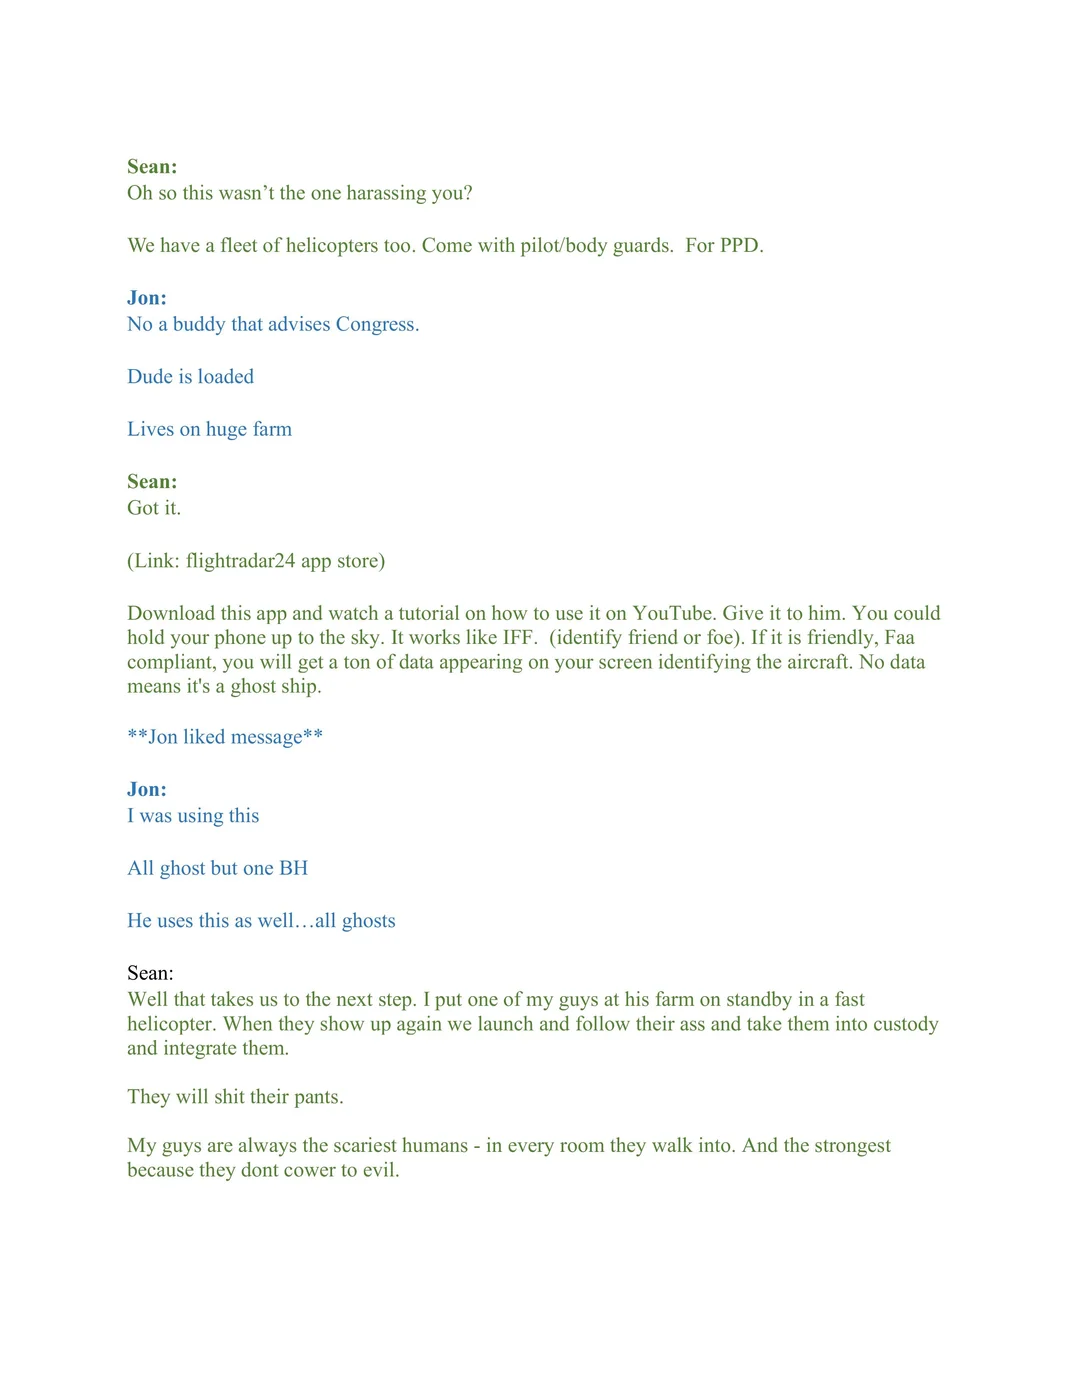 Sean:
Oh so this wasn’t the one harassing you?
We have a fleet of helicopters too. Come with pilot/body guards.  For PPD.
Jon:
No a buddy that advises Congress.
Dude is loaded
Lives on huge farm
Sean:
Got it.
(Link: flightradar24 app store)
Download this app and watch a tutorial on how to use it on YouTube. Give it to him. You could
hold your phone up to the sky. It works like IFF.  (identify friend or foe). If it is friendly, Faa
compliant, you will get a ton of data appearing on your screen identifying the aircraft. No data
means it's a ghost ship.
**Jon liked message**
Jon:
I was using this
All ghost but one BH
He uses this as well…all ghosts
Sean:
Well that takes us to the next step. I put one of my guys at his farm on standby in a fast
helicopter. When they show up again we launch and follow their ass and take them into custody
and integrate them.
They will shit their pants.
My guys are always the scariest humans - in every room they walk into. And the strongest
because they dont cower to evil.